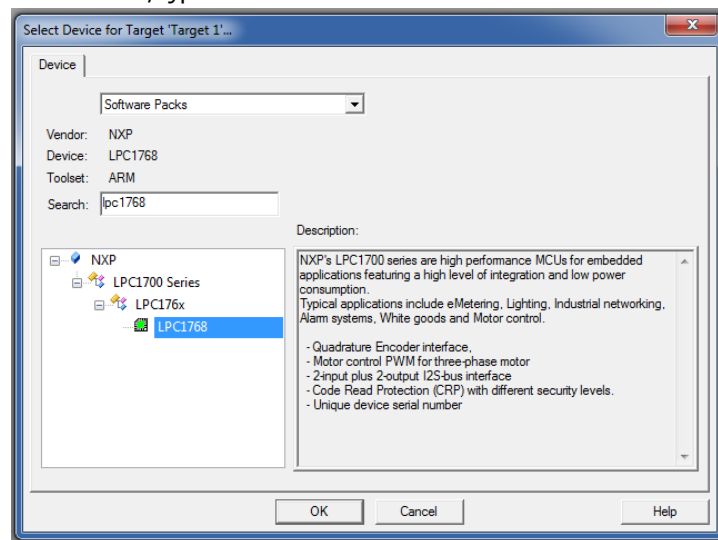 Select Device for Target 'Target 1'...
Device
Software Packs
Vendor: NXP
Device: LPC1768
Toolset: ARM
Search: lpc1768
Description:
NXP
LPC1700 Series
LPC176x
LPC1768
NXP's LPC1700 series are high performance MCUs for embedded
applications featuring a high level of integration and low power
consumption.
Typical applications include eMetering, Lighting, Industrial networking,
Alarm systems, White goods and Motor control.
- Quadrature Encoder interface,
- Motor control PWM for three-phase motor
- 2-input plus 2-output I2S-bus interface
- Code Read Protection (CRP) with different security levels.
- Unique device serial number
OK Cancel Help